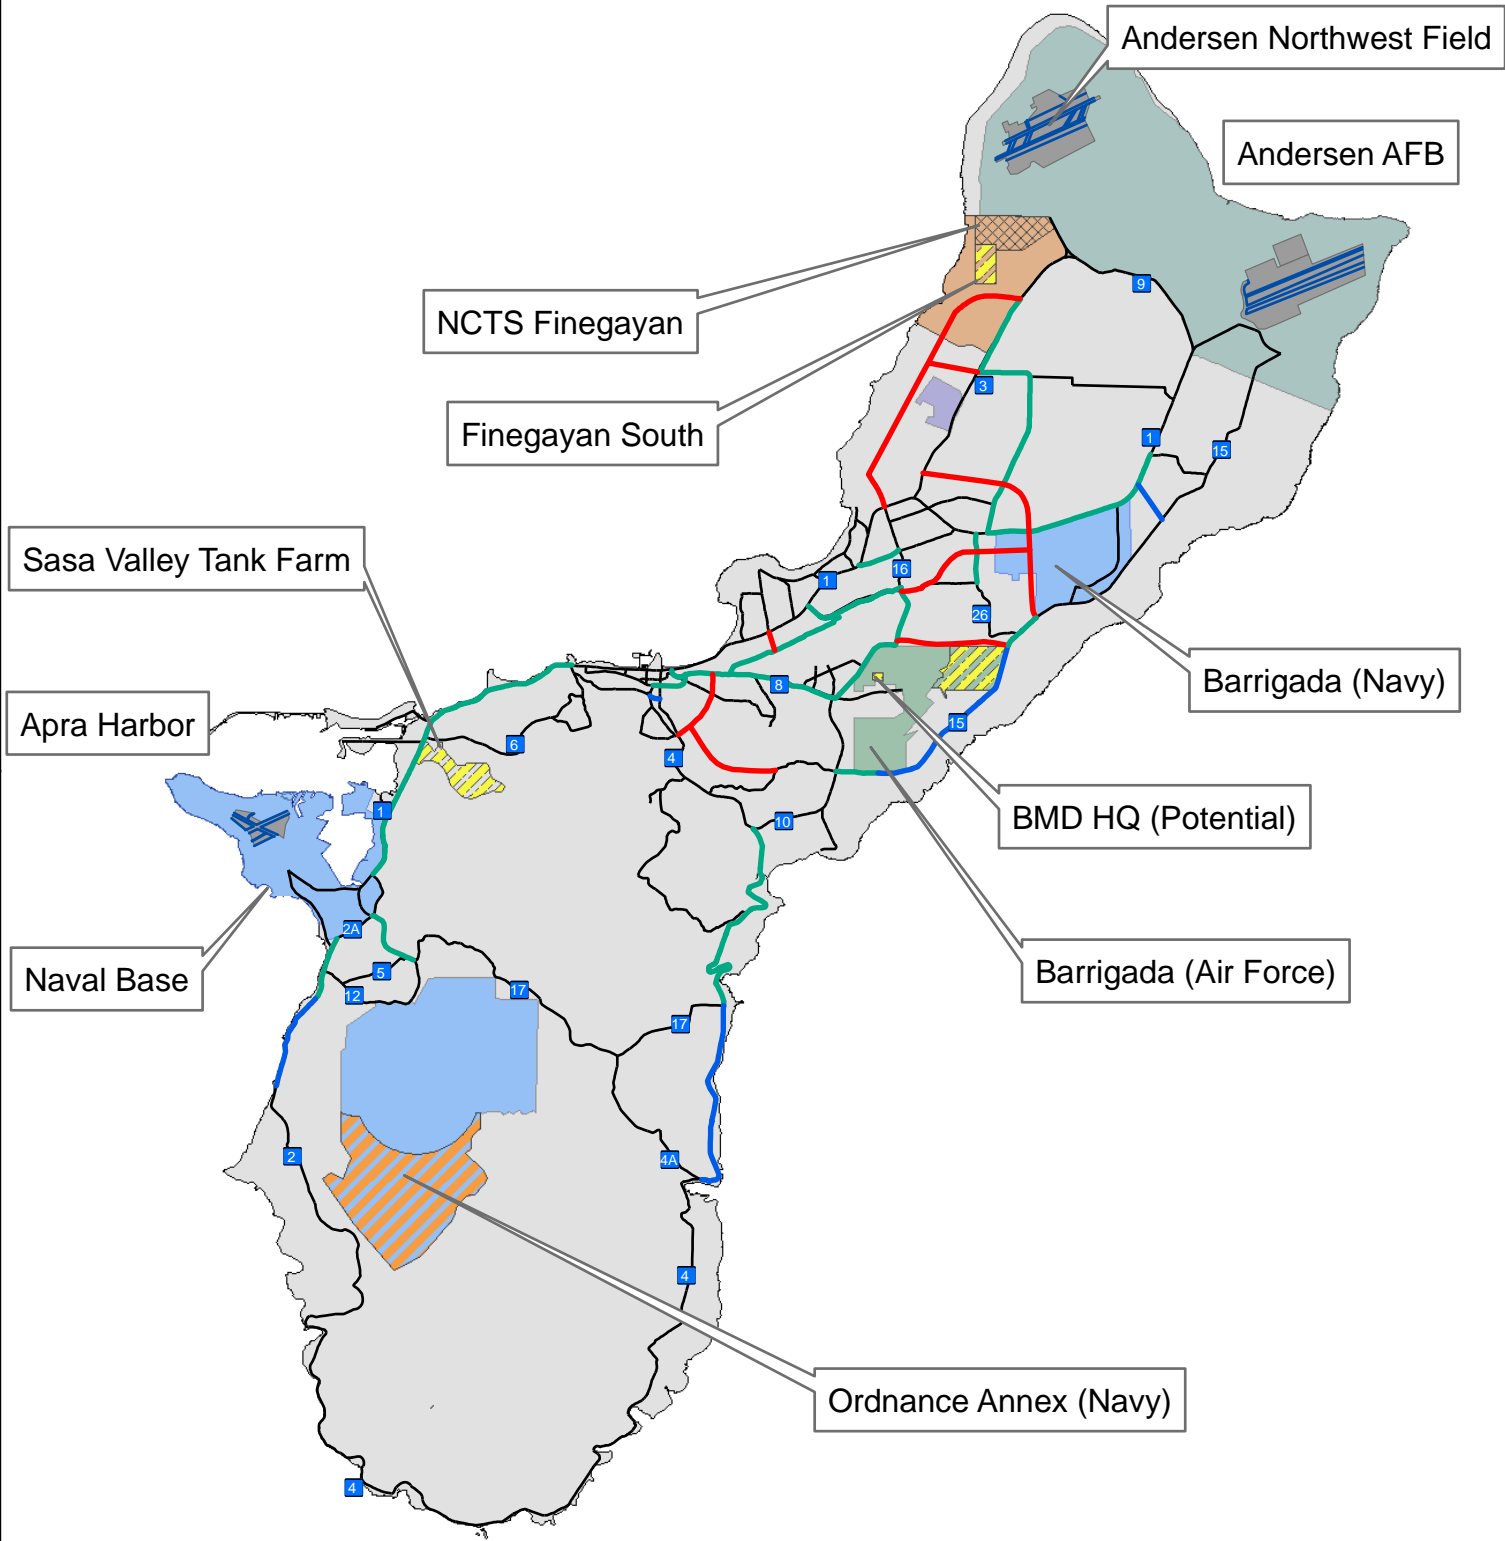 Andersen Northwest Field
Andersen AFB
9
NCTS Finegayan
3
Finegayan South
1
15
Sasa Valley Tank Farm
16
1
26
Barrigada (Navy)
8
Apra Harbor
15
6
4
1
BMD HQ (Potential)
10
2A
Barrigada (Air Force)
5
Naval Base
17
12
17
2
4A
4
Ordnance Annex (Navy)
4